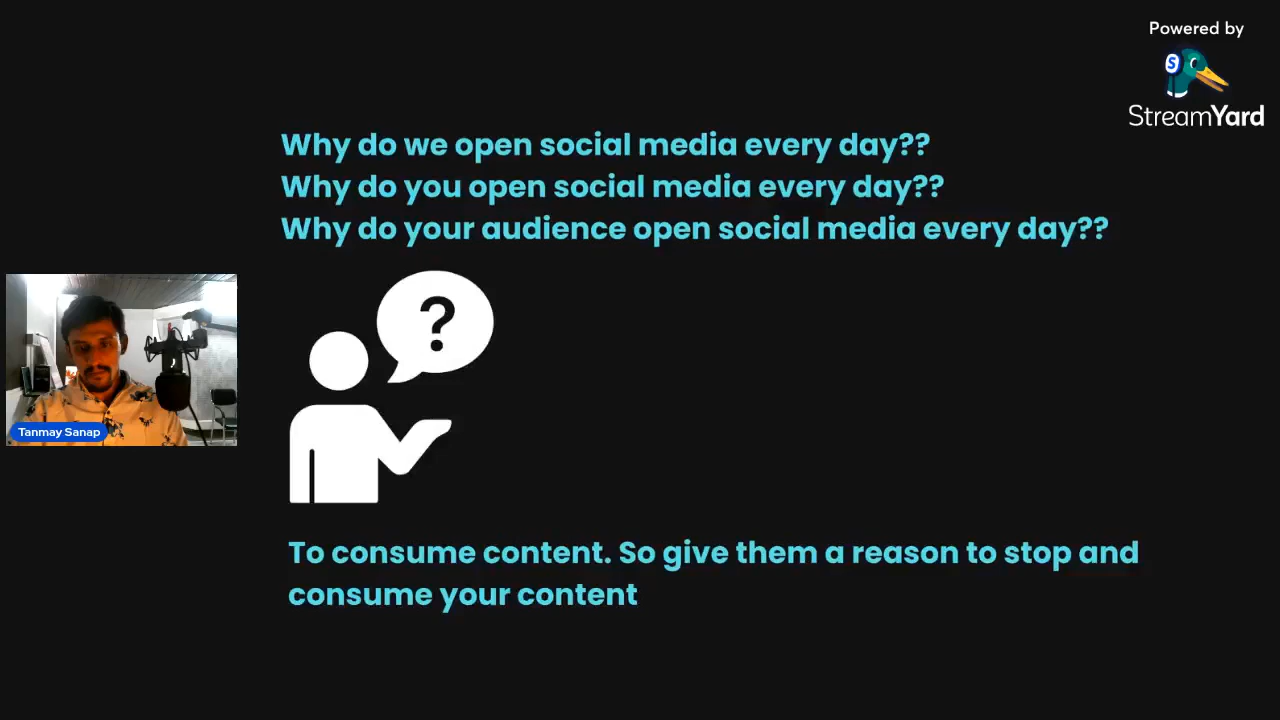 Powered by
S
StreamYard
Why do we open social media every day??
Why do you open social media every day??
Why do your audience open social media every day??
?
Tanmay Sanap
To consume content. So give them a reason to stop and
consume your content